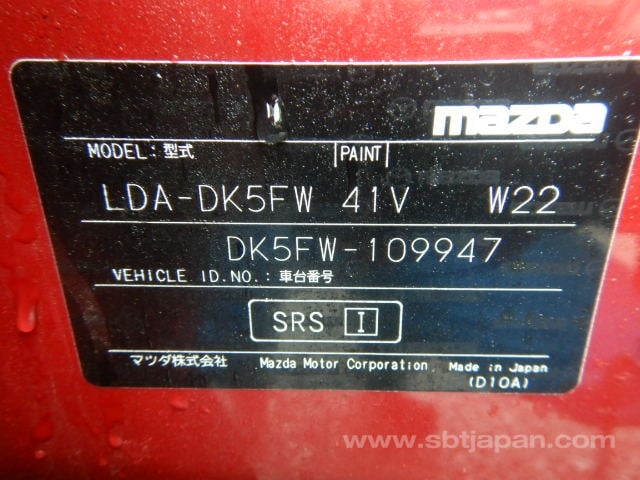 mazda
MODEL: 型式 PAINT
LDA-DK5FW 41V W22
DK5FW-109947
VEHICLE ID.NO.: 車台番号
SRS I
マツダ株式会社 Mazda Motor Corporation Made in Japan
(D10A)
www.sbtjapan.com